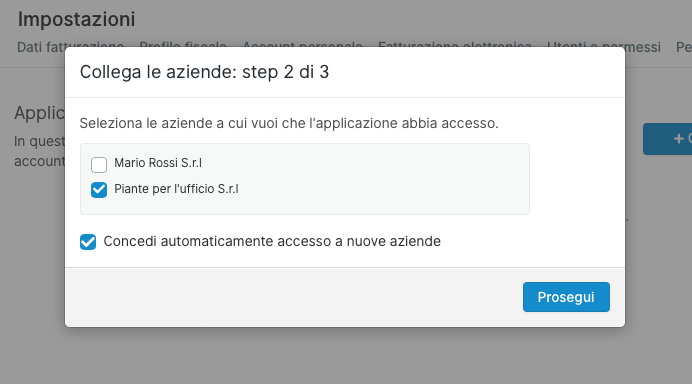 Impostazioni
Dati fatturazione Profilo fiscale Account personale Fatturazione elettronica Utenti e permessi
Collega le aziende: step 2 di 3
Applic
In quest
account
Seleziona le aziende a cui vuoi che l'applicazione abbia accesso.
Mario Rossi S.r.l
Piante per l'ufficio S.r.l
Concedi automaticamente accesso a nuove aziende
Prosegui